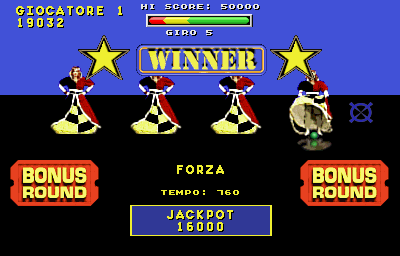 GIOCATORE 1
19032
HI SCORE: 50000
GIRO 5
WINNER
BONUS
ROUND
FORZA
TEMPO: 760
JACKPOT
16000
BONUS
ROUND